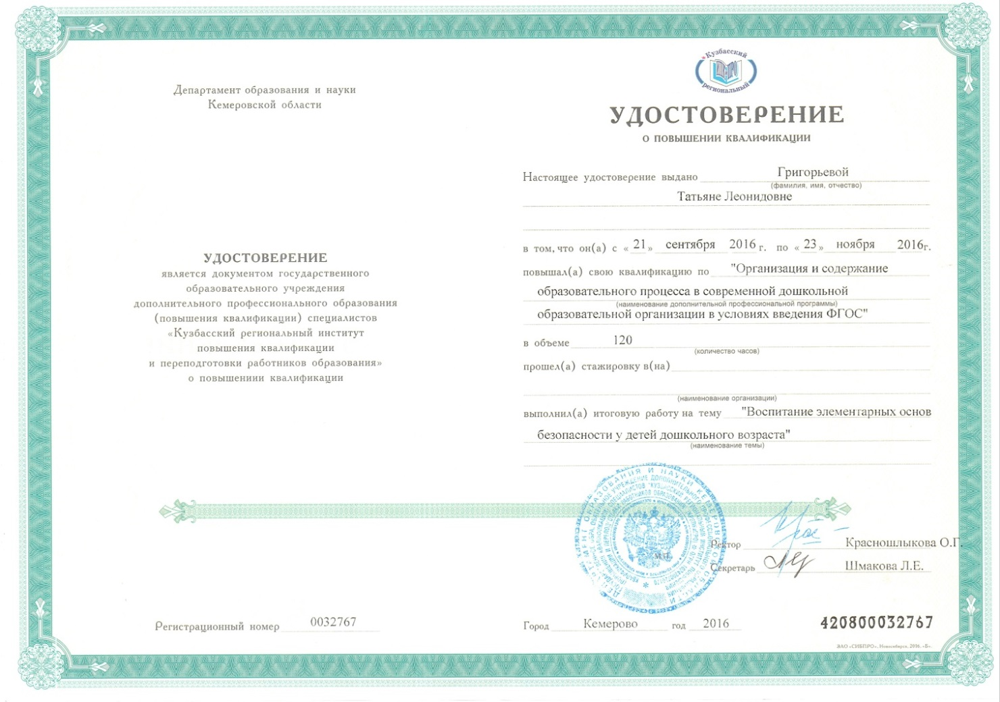 Департамент образования и науки
Кемеровской области
УДОСТОВЕРЕНИЕ
является документом государственного
образовательного учреждения
дополнительного профессионального образования
(повышения квалификации) специалистов
«Кузбасский региональный институт
повышения квалификации
и переподготовки работников образования»
о повышениии квалификации
Регистрационный номер 0032767
Кузбасский
региональный
УДОСТОВЕРЕНИЕ
О ПОВЫШЕНИИ КВАЛИФИКАЦИИ
Настоящее удостоверение выдано Григорьевой
(фамилия, имя, отчество)
Татьяне Леонидовне
в том, что он(а) с «21» сентября 2016 г. по «23» ноября 2016г.
повышал(а) свою квалификацию по "Организация и содержание
образовательного процесса в современной дошкольной
(наименование дополнительной профессиональной программы)
образовательной организации в условиях введения ФГОС"
в объеме 120
(количество часов)
прошел(а) стажировку в(на)
(наименование организации)
выполнил(а) итоговую работу на тему "Воспитание элементарных основ
безопасности у детей дошкольного возраста"
(наименование темы)
М.П.
Ректор Красношлыкова О.Г.
Секретарь Шмакова Л.Е.
Город Кемерово год 2016
420800032767
ЗАО «СИБПРО», Новосибирск, 2016, «Б».